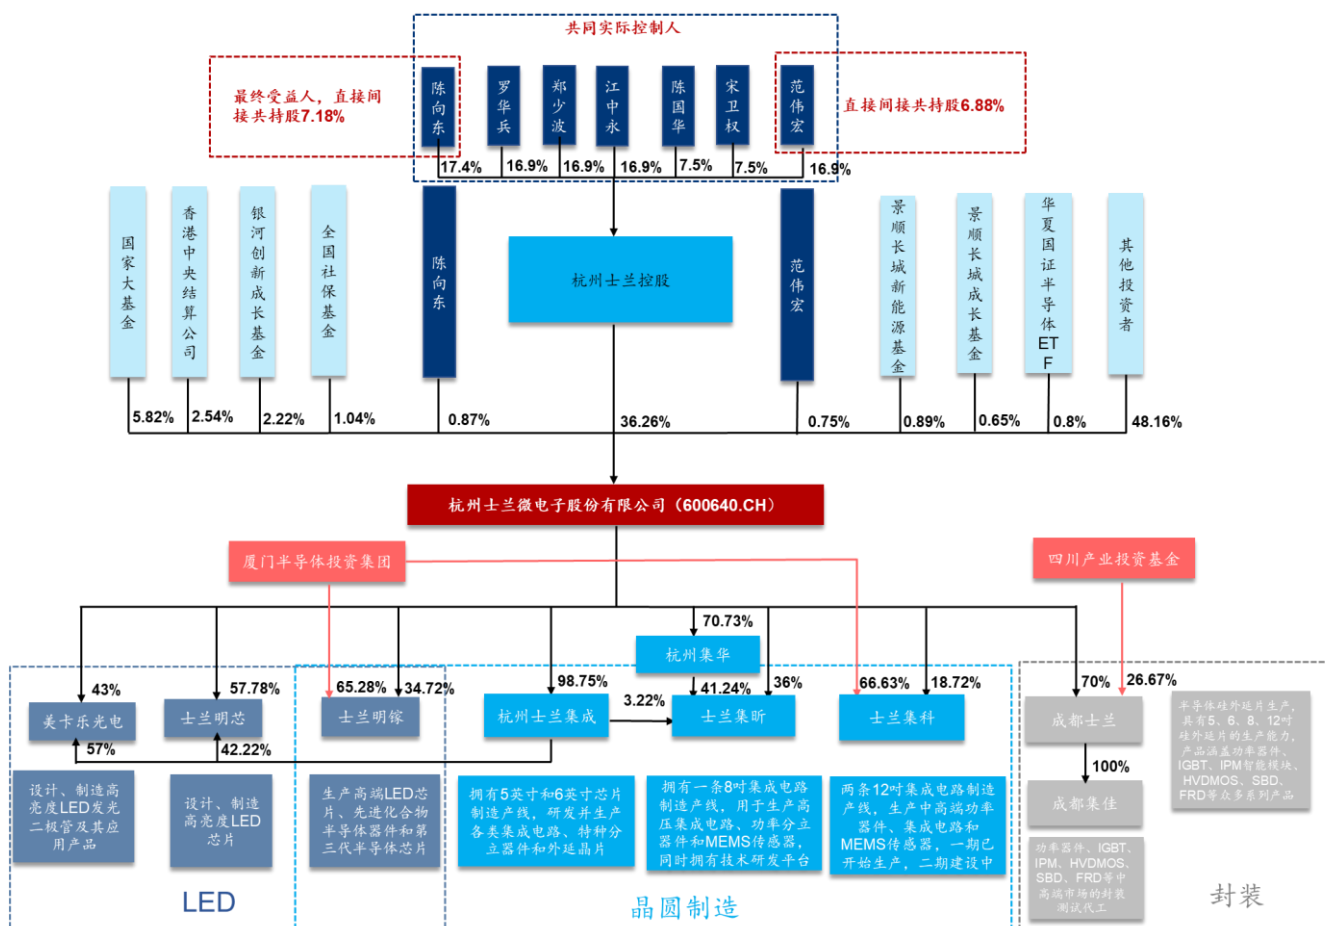 共同实际控制人
最终受益人，直接间
接共持股7.18%
陈向东
罗华兵
郑少波
江中永
陈国华
宋卫权
范伟宏
直接间接共持股6.88%
17.4%
16.9%
16.9%
16.9%
7.5%
7.5%
16.9%
国家大基金
香港中央结算公司
银河创新成长基金
全国社保基金
陈向东
杭州士兰控股
范伟宏
景顺长城新能源基金
景顺长城成长基金
华夏国证半导体ETF
其他投资者
5.82%
2.54%
2.22%
1.04%
0.87%
36.26%
0.75%
0.89%
0.65%
0.8%
48.16%
杭州士兰微电子股份有限公司（600640.CH）
厦门半导体投资集团
四川产业投资基金
70.73%
杭州集华
43%
57.78%
65.28%
34.72%
98.75%
3.22%
41.24%
36%
66.63%
18.72%
70%
26.67%
美卡乐光电
士兰明芯
士兰明镓
杭州士兰集成
士兰集昕
士兰集科
成都士兰
57%
42.22%
100%
成都集佳
半导体硅外延片生产，
具有5、6、8、12吋
硅外延片的生产能力，
产品涵盖功率器件、
IGBT、IPM智能模块、
HVDMOS、SBD、
FRD等众多系列产品
设计、制造高
亮度LED发光
二极管及其应
用产品
设计、制造
高亮度LED
芯片
生产高端LED芯
片、先进化合物
半导体器件和第
三代半导体芯片
拥有5英寸和6英寸芯片
制造产线，研发并生产
各类集成电路、特种分
立器件和外延晶片
拥有一条8吋集成电路
制造产线，用于生产高
压集成电路、功率分立
器件和MEMS传感器，
同时拥有技术研发平台
两条12吋集成电路制造
产线，生产中高端功率
器件、集成电路和
MEMS传感器，一期已
开始生产，二期建设中
功率器件、IGBT、
IPM、HVDMOS、
SBD、FRD等中
高端市场的封装
测试代工
LED
晶圆制造
封装